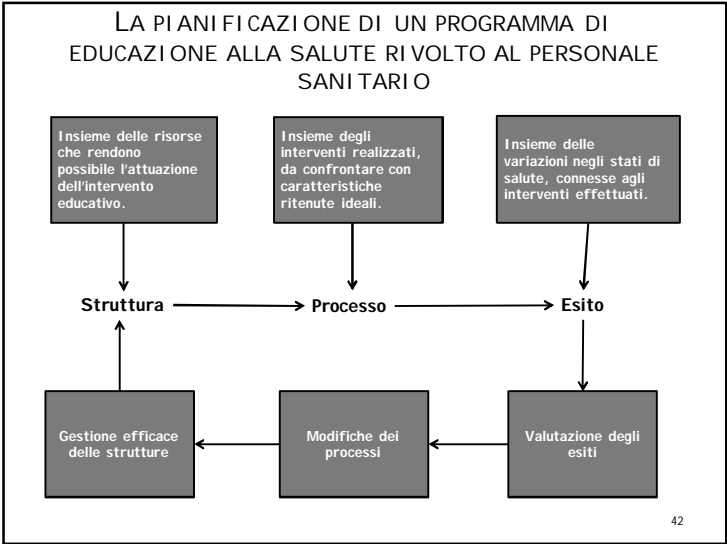 LA PIANIFICAZIONE DI UN PROGRAMMA DI
EDUCAZIONE ALLA SALUTE RIVOLTO AL PERSONALE
SANITARIO
Insieme delle risorse
che rendono
possibile l'attuazione
dell'intervento
educativo.
Insieme degli
interventi realizzati,
da confrontare con
caratteristiche
ritenute ideali.
Insieme delle
variazioni negli stati di
salute, connesse agli
interventi effettuati.
Struttura
Processo
Esito
Gestione efficace
delle strutture
Modifiche dei
processi
Valutazione degli
esiti
42